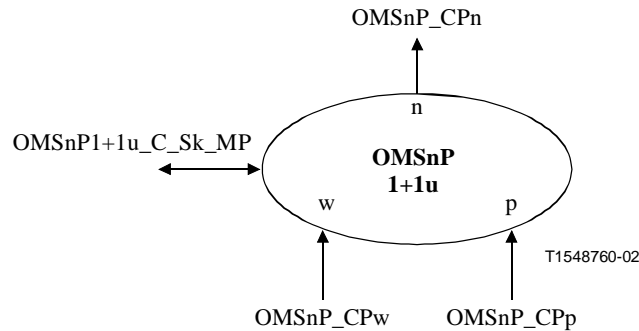 OMSnP_CPn
n
OMSnP1+1u_C_Sk_MP
OMSnP
1+1u
w
p
T1548760-02
OMSnP_CPw
OMSnP_CPp